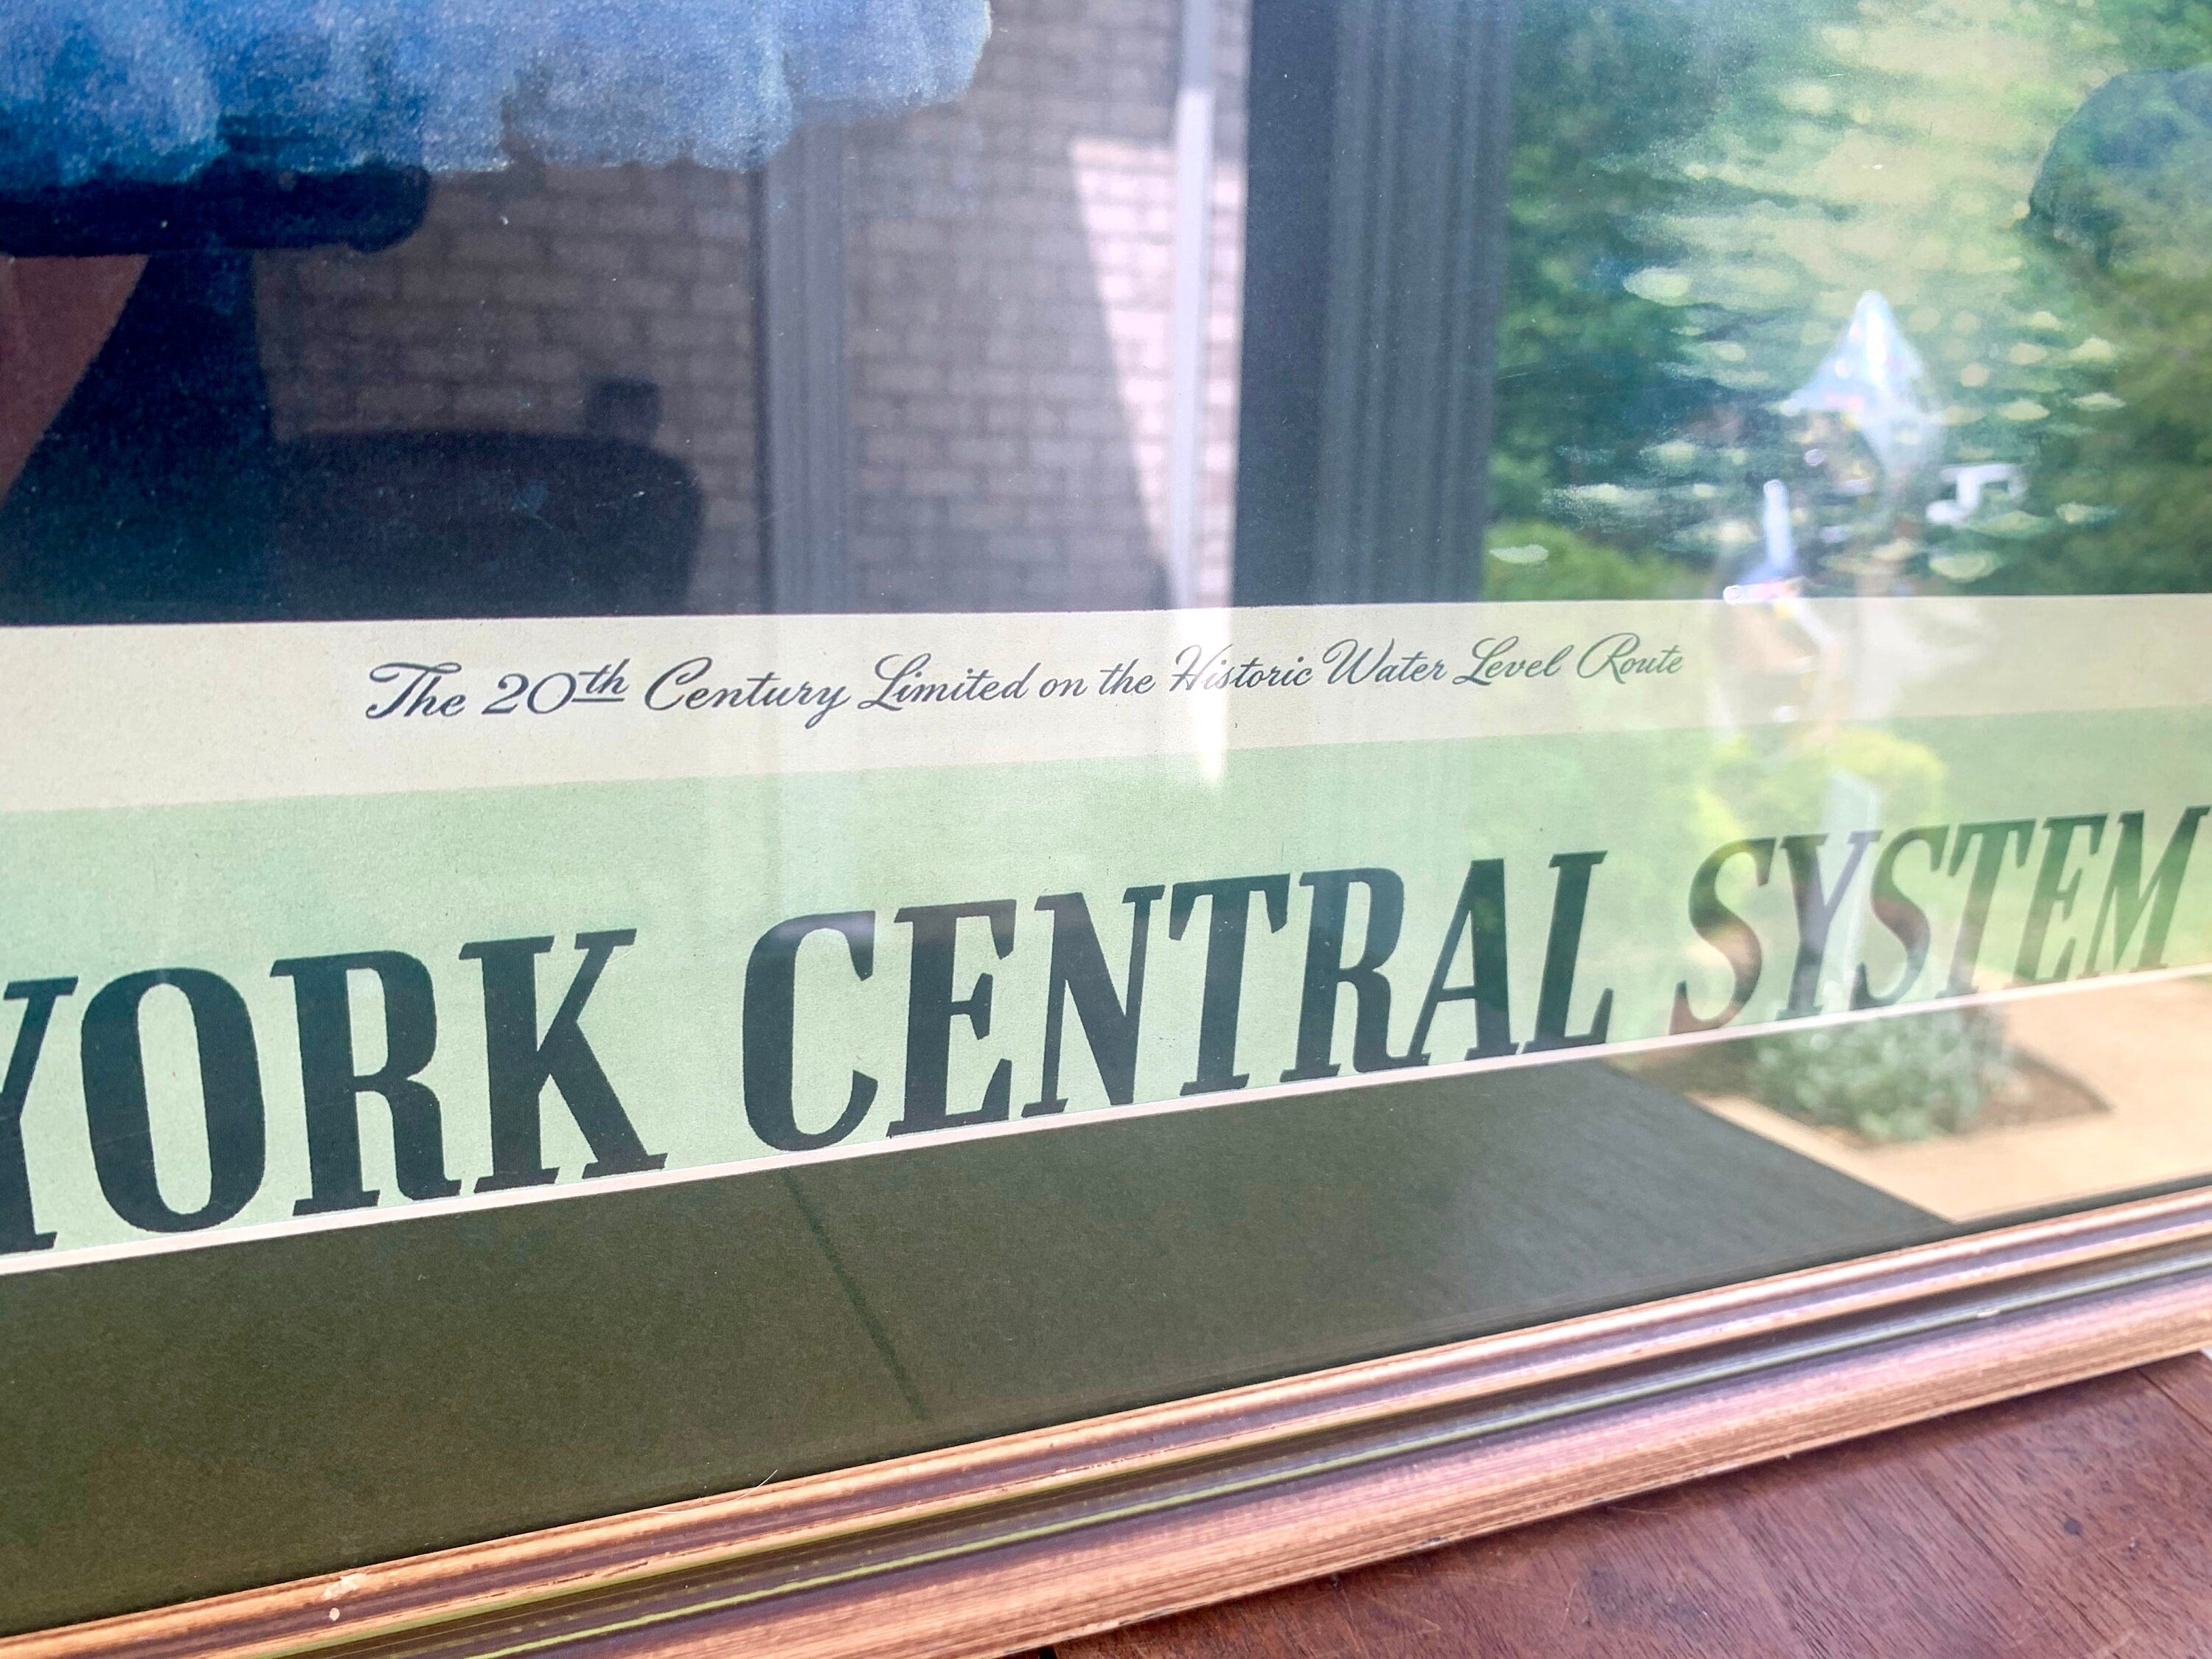 The 20th Century Limited on the Historic Water Level Route
YORK CENTRAL SYSTEM